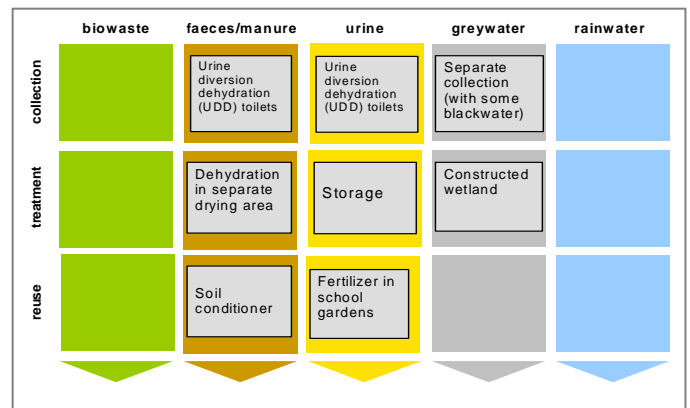 biowaste faeces/manure urine greywater rainwater
collection
Urine
diversion
dehydration
(UDD) toilets
Urine
diversion
dehydration
(UDD) toilets
Separate
collection
(with some
blackwater)
treatment
Dehydration
in separate
drying area
Storage
Constructed
wetland
reuse
Soil
conditioner
Fertilizer in
school
gardens